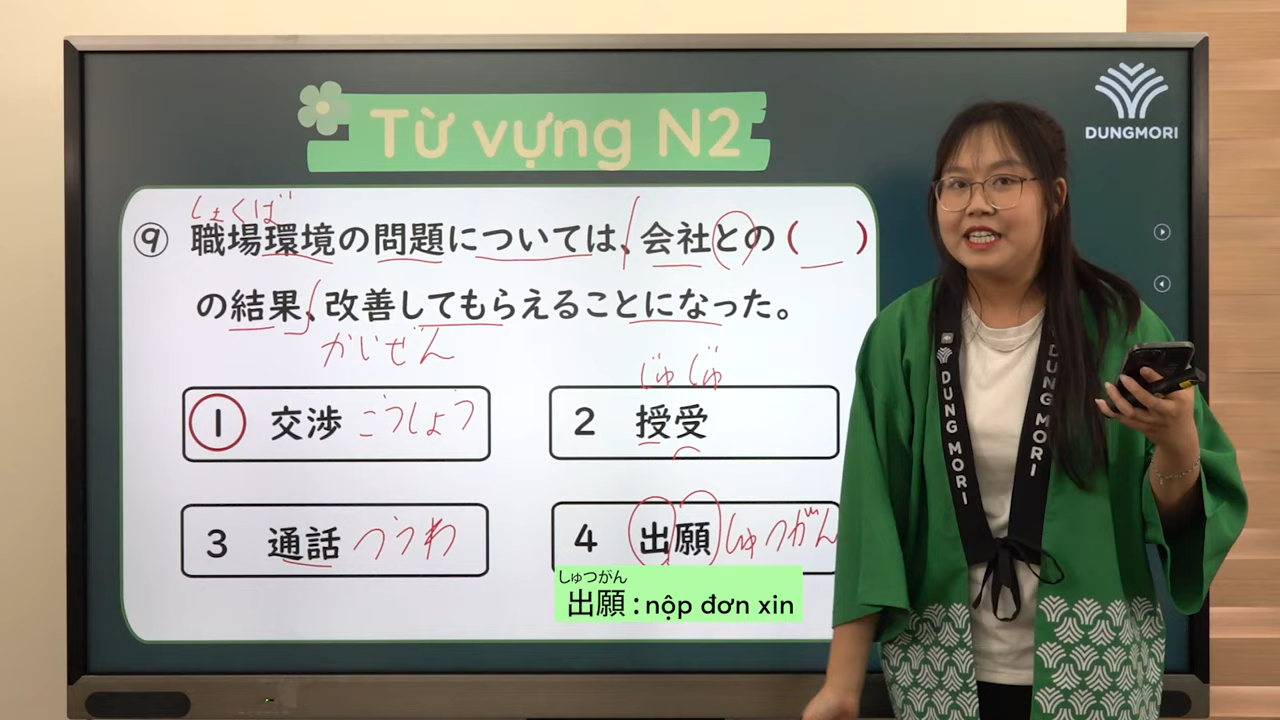 Từ vựng N2
DUNGMORI
しょくば
⑨ 職場環境の問題については、会社との( )
の結果、改善してもらえることになった。
かいぜん
1 交渉 こうしょう
じゅじゅ
2 授受
3 通話 つうわ
4 出願 しゅつがん
しゅつがん
出願 : nộp đơn xin
DUNG MORI
DUNG MORI